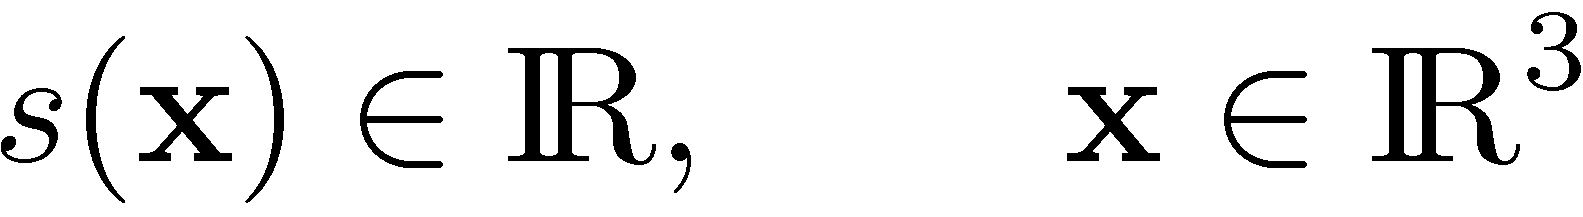 s(𝐱) ∈ ℝ, 𝐱 ∈ ℝ³